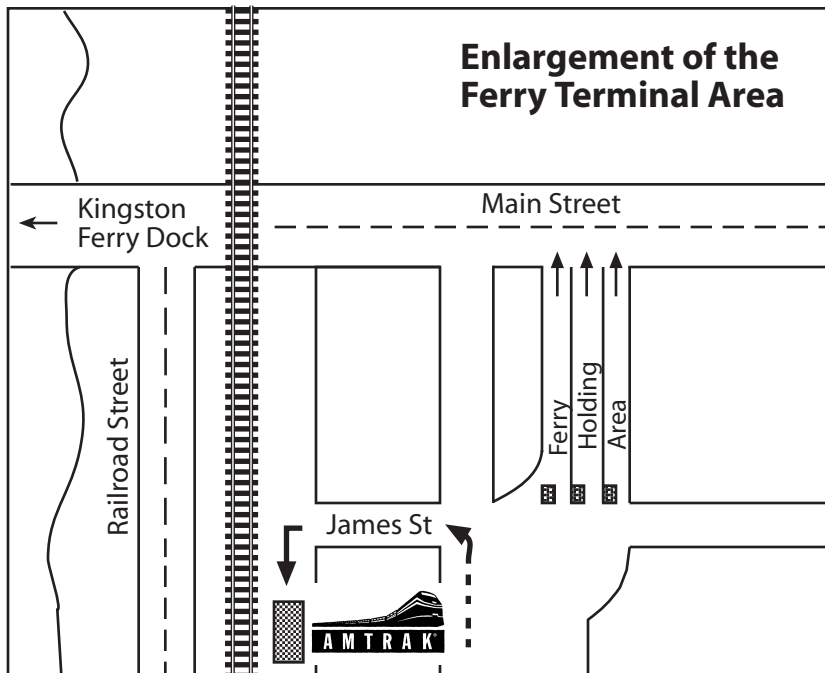 Enlargement of the
Ferry Terminal Area
Kingston
Ferry Dock
Main Street
Railroad Street
Ferry
Holding
Area
James St
AMTRAK®